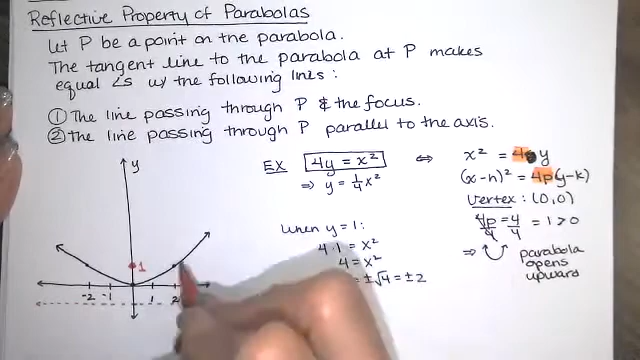 Reflective Property of Parabolas
Let P be a point on the parabola.
The tangent line to the parabola at P makes
equal ∠s w/ the following lines:
① The line passing through P & the focus.
② The line passing through P parallel to the axis.
y
1
-2 -1 1 2
EX 4y = x² ⇔ x² = 4 y
⇒ y = ¼x² (x-h)² = 4p(y-k)
Vertex: (0,0)
When y = 1: 4p/4 = 4/4 = 1 > 0
4·1 = x²
4 = x² ⇒ parabola
= ±√4 = ±2 opens
upward